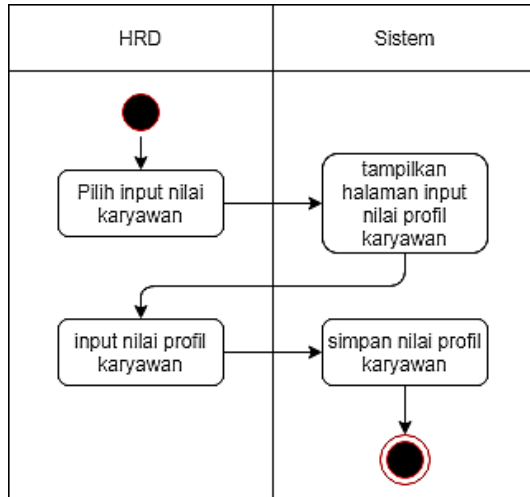 HRD
Sistem
Pilih input nilai
karyawan
tampilkan
halaman input
nilai profil
karyawan
input nilai profil
karyawan
simpan nilai profil
karyawan